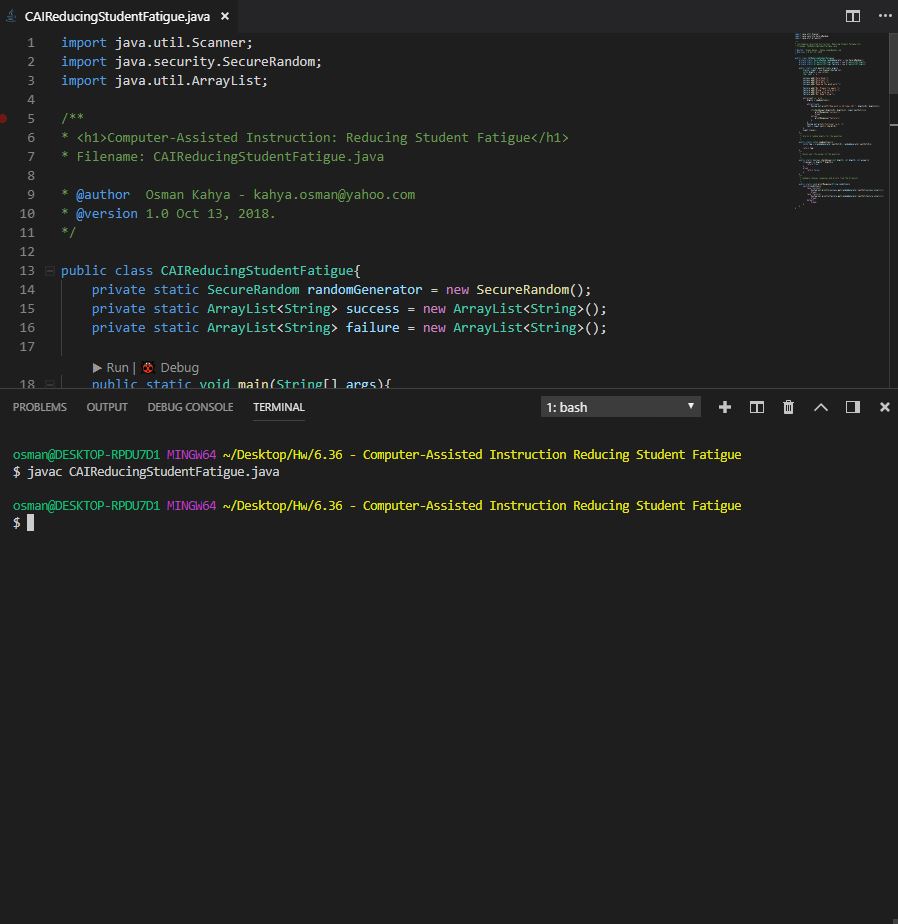 CAIReducingStudentFatigue.java ×
1 import java.util.Scanner;
2 import java.security.SecureRandom;
3 import java.util.ArrayList;
4
5 /**
6 * <h1>Computer-Assisted Instruction: Reducing Student Fatigue</h1>
7 * Filename: CAIReducingStudentFatigue.java
8
9 * @author  Osman Kahya - kahya.osman@yahoo.com
10 * @version 1.0 Oct 13, 2018.
11 */
12
13 public class CAIReducingStudentFatigue{
14     private static SecureRandom randomGenerator = new SecureRandom();
15     private static ArrayList<String> success = new ArrayList<String>();
16     private static ArrayList<String> failure = new ArrayList<String>();
17
Run | Debug
18     public static void main(String[] args){
PROBLEMS OUTPUT DEBUG CONSOLE TERMINAL 1: bash
osman@DESKTOP-RPDU7D1 MINGW64 ~/Desktop/Hw/6.36 - Computer-Assisted Instruction Reducing Student Fatigue
$ javac CAIReducingStudentFatigue.java
osman@DESKTOP-RPDU7D1 MINGW64 ~/Desktop/Hw/6.36 - Computer-Assisted Instruction Reducing Student Fatigue
$